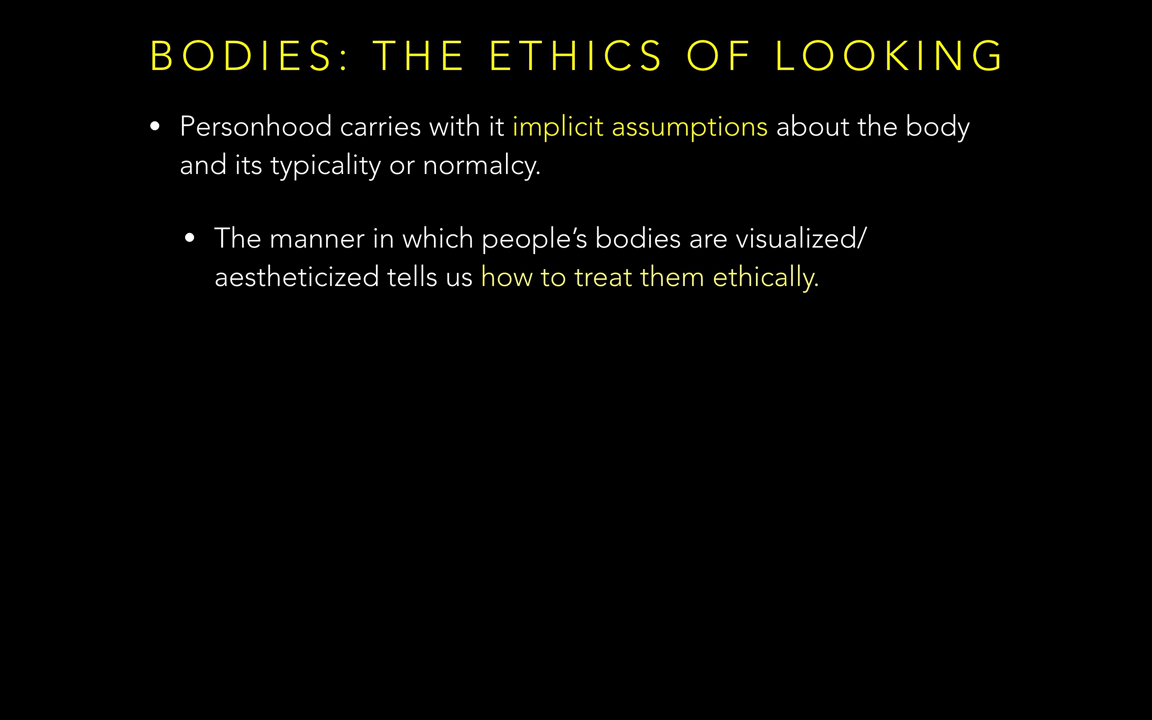 BODIES: THE ETHICS OF LOOKING
• Personhood carries with it implicit assumptions about the body
and its typicality or normalcy.
• The manner in which people’s bodies are visualized/
aestheticized tells us how to treat them ethically.